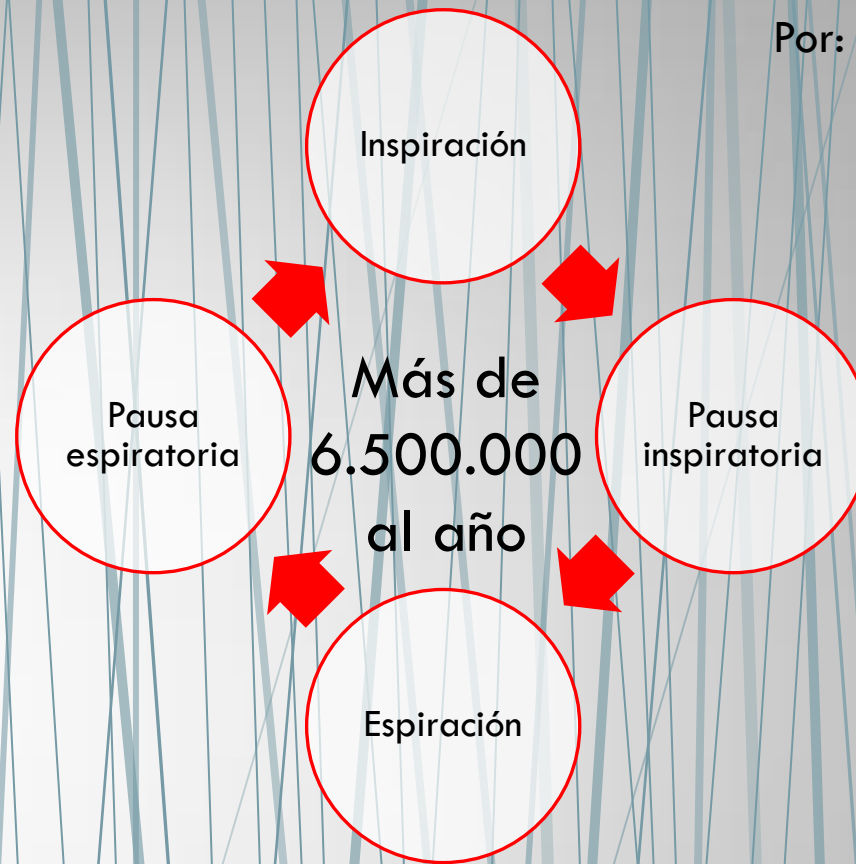 Por:
Inspiración
Pausa
espiratoria
Más de
6.500.000
al año
Pausa
inspiratoria
Espiración